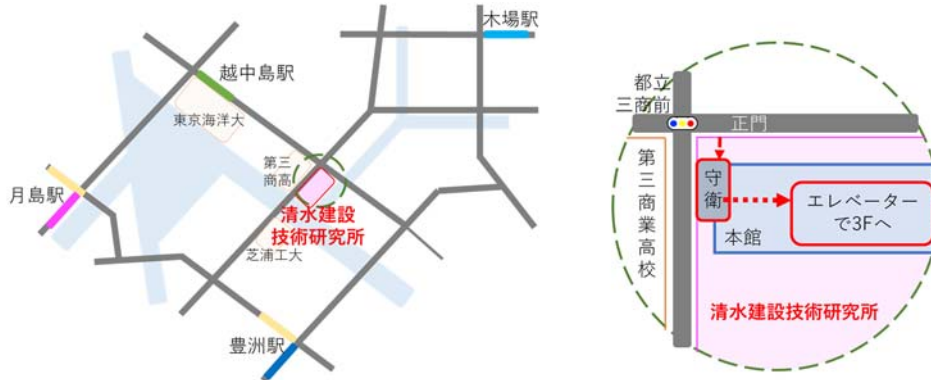 木場駅
越中島駅
東京海洋大
第三
商高
月島駅
清水建設
技術研究所
芝浦工大
豊洲駅
都立
三商前
正門
第三商業高校
守衛
エレベーター
で3Fへ
本館
清水建設技術研究所